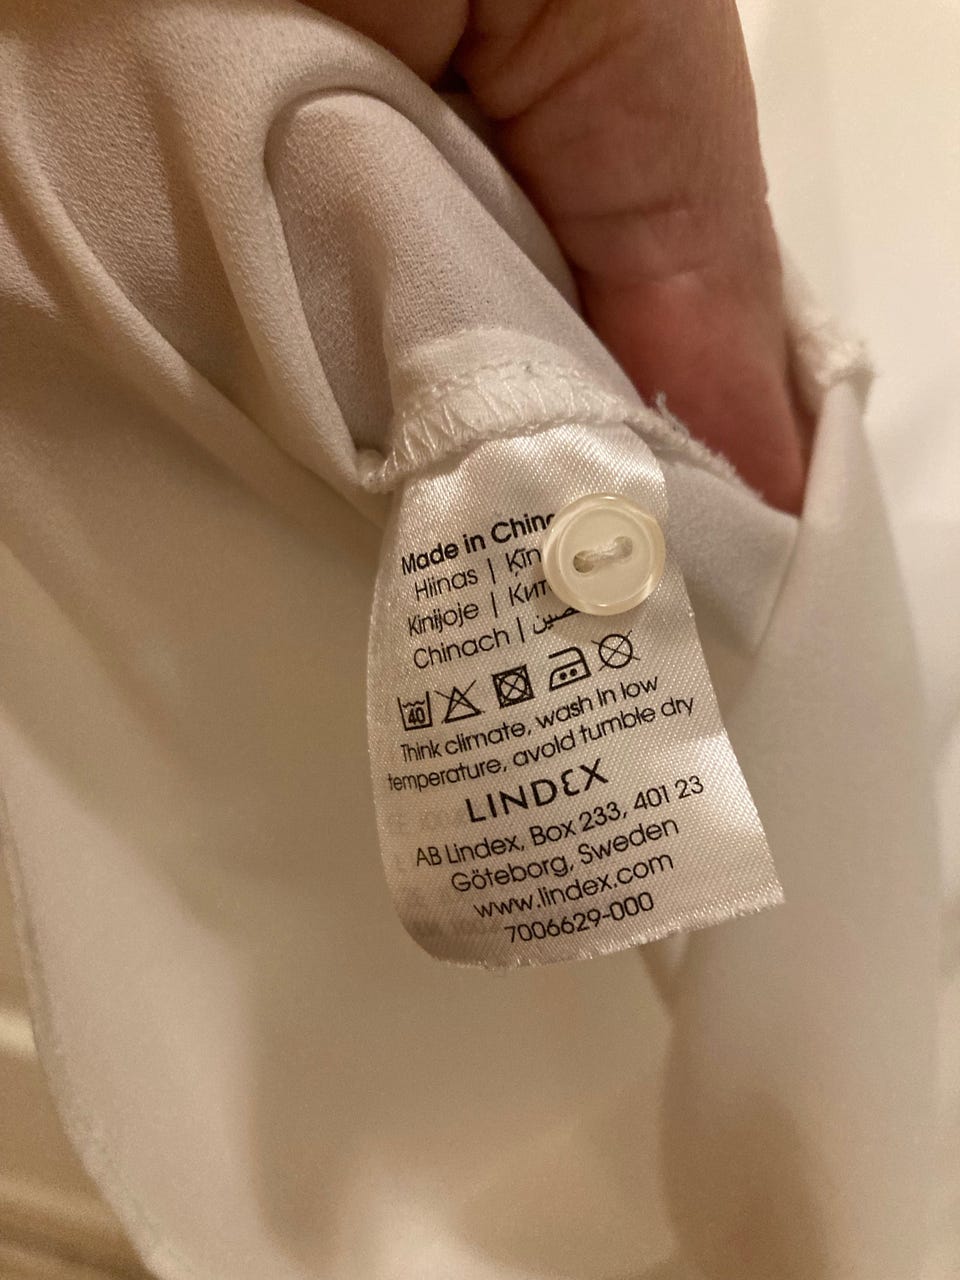 Made in
Hiinas |
Kinijoje |
Chinach |
40
Think climate, wash in low
temperature, avoid tumble dry
LINDEX
AB Lindex, Box 233, 401 23
Göteborg, Sweden
www.lindex.com
7006629-000